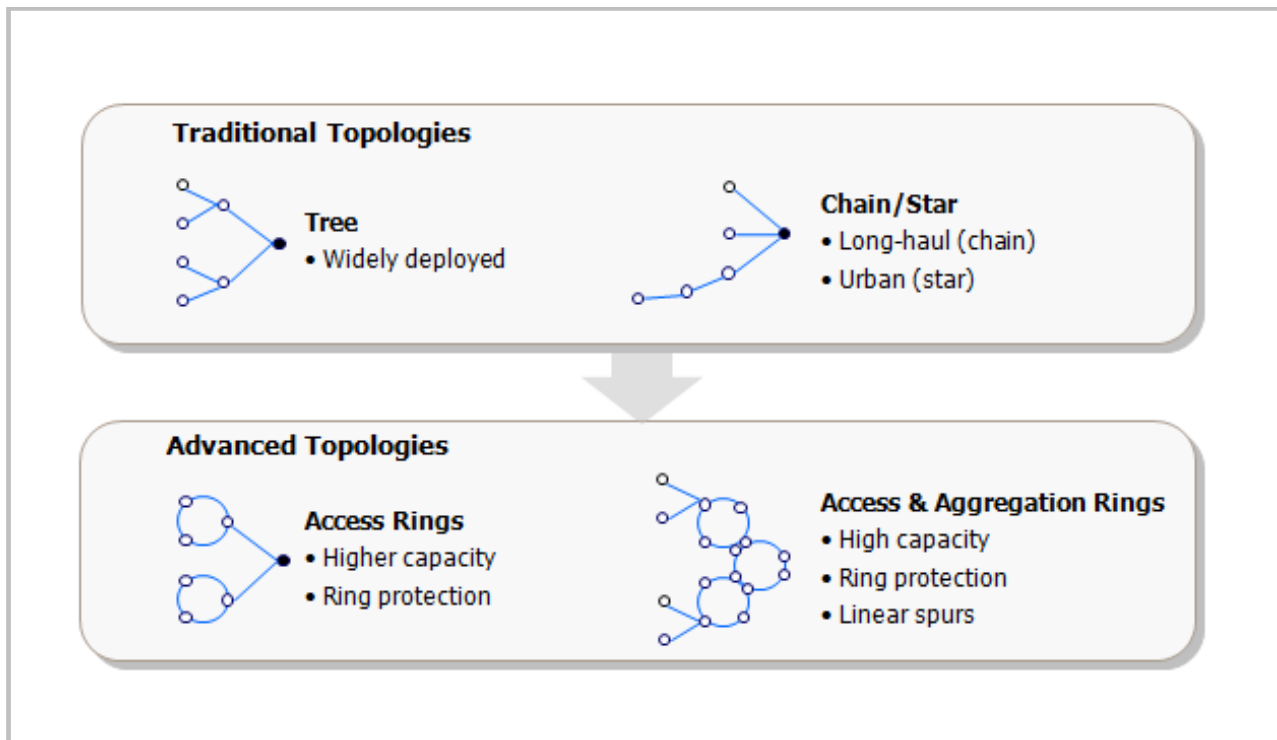 Traditional Topologies
Tree
• Widely deployed
Chain/Star
• Long-haul (chain)
• Urban (star)
Advanced Topologies
Access Rings
• Higher capacity
• Ring protection
Access & Aggregation Rings
• High capacity
• Ring protection
• Linear spurs